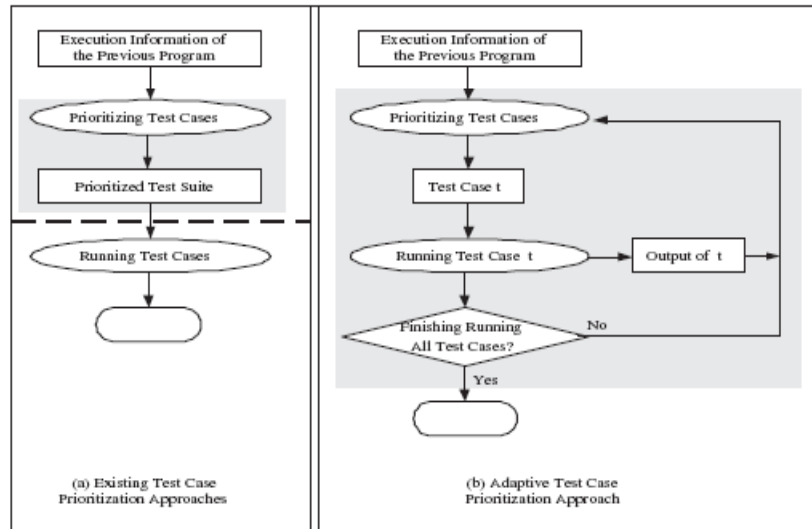 Execution Information of
the Previous Program
Prioritizing Test Cases
Prioritized Test Suite
Running Test Cases
(a) Existing Test Case
Prioritization Approaches
Execution Information of
the Previous Program
Prioritizing Test Cases
Test Case t
Running Test Case t
Output of t
Finishing Running
All Test Cases?
No
Yes
(b) Adaptive Test Case
Prioritization Approach